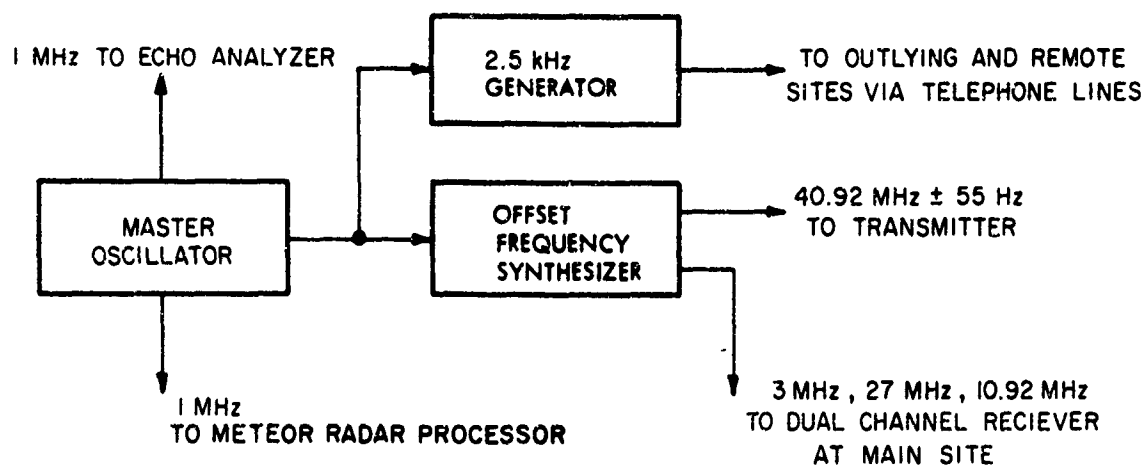 1 MHz TO ECHO ANALYZER
2.5 kHz
GENERATOR
TO OUTLYING AND REMOTE
SITES VIA TELEPHONE LINES
MASTER
OSCILLATOR
OFFSET
FREQUENCY
SYNTHESIZER
40.92 MHz ± 55 Hz
TO TRANSMITTER
1 MHz
TO METEOR RADAR PROCESSOR
3 MHz , 27 MHz , 10.92 MHz
TO DUAL CHANNEL RECIEVER
AT MAIN SITE